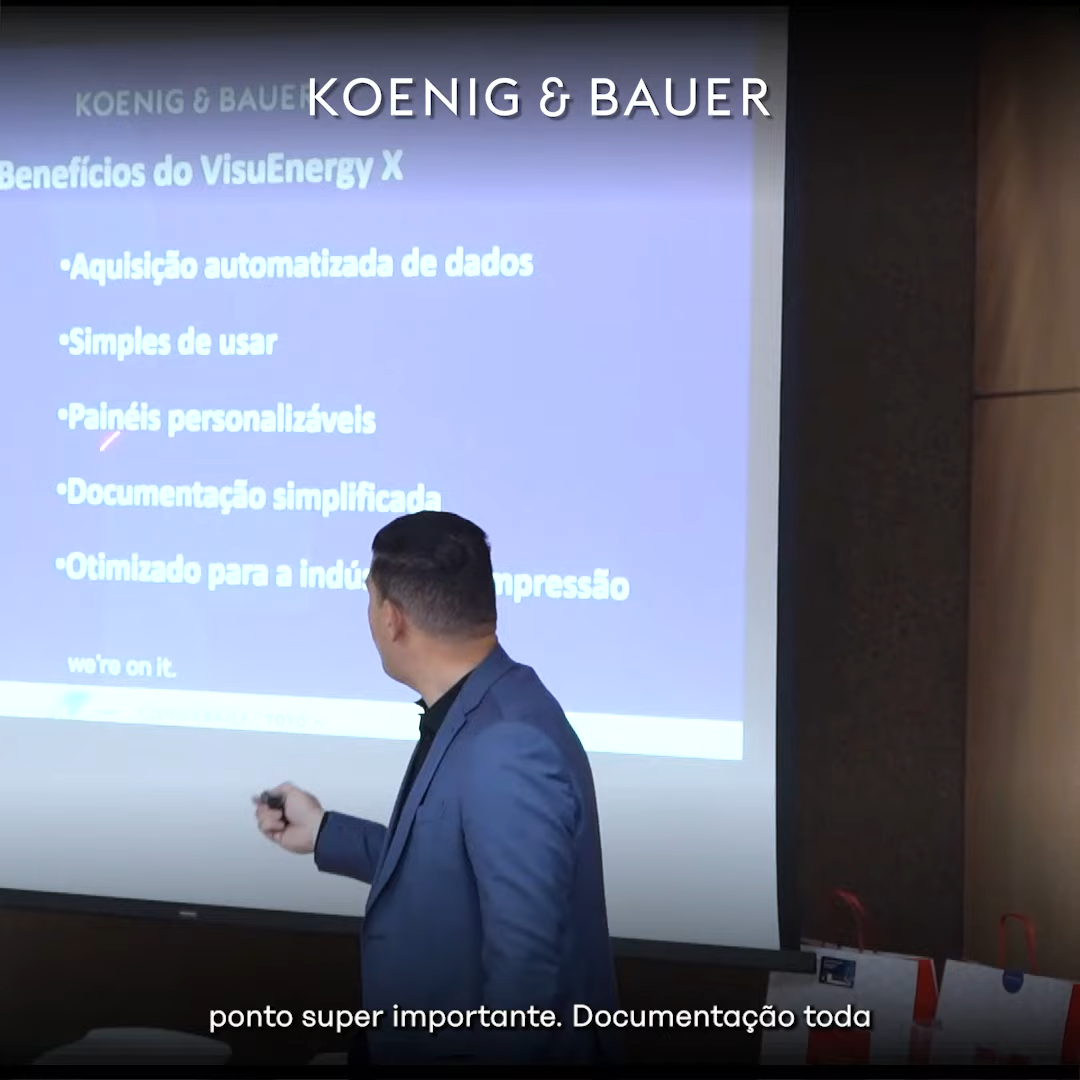 KOENIG & BAUER
KOENIG & BAUER
Benefícios do VisuEnergy X
•Aquisição automatizada de dados
•Simples de usar
•Painéis personalizáveis
•Documentação simplificada
•Otimizado para a indús mpressão
we're on it.
ponto super importante. Documentação toda